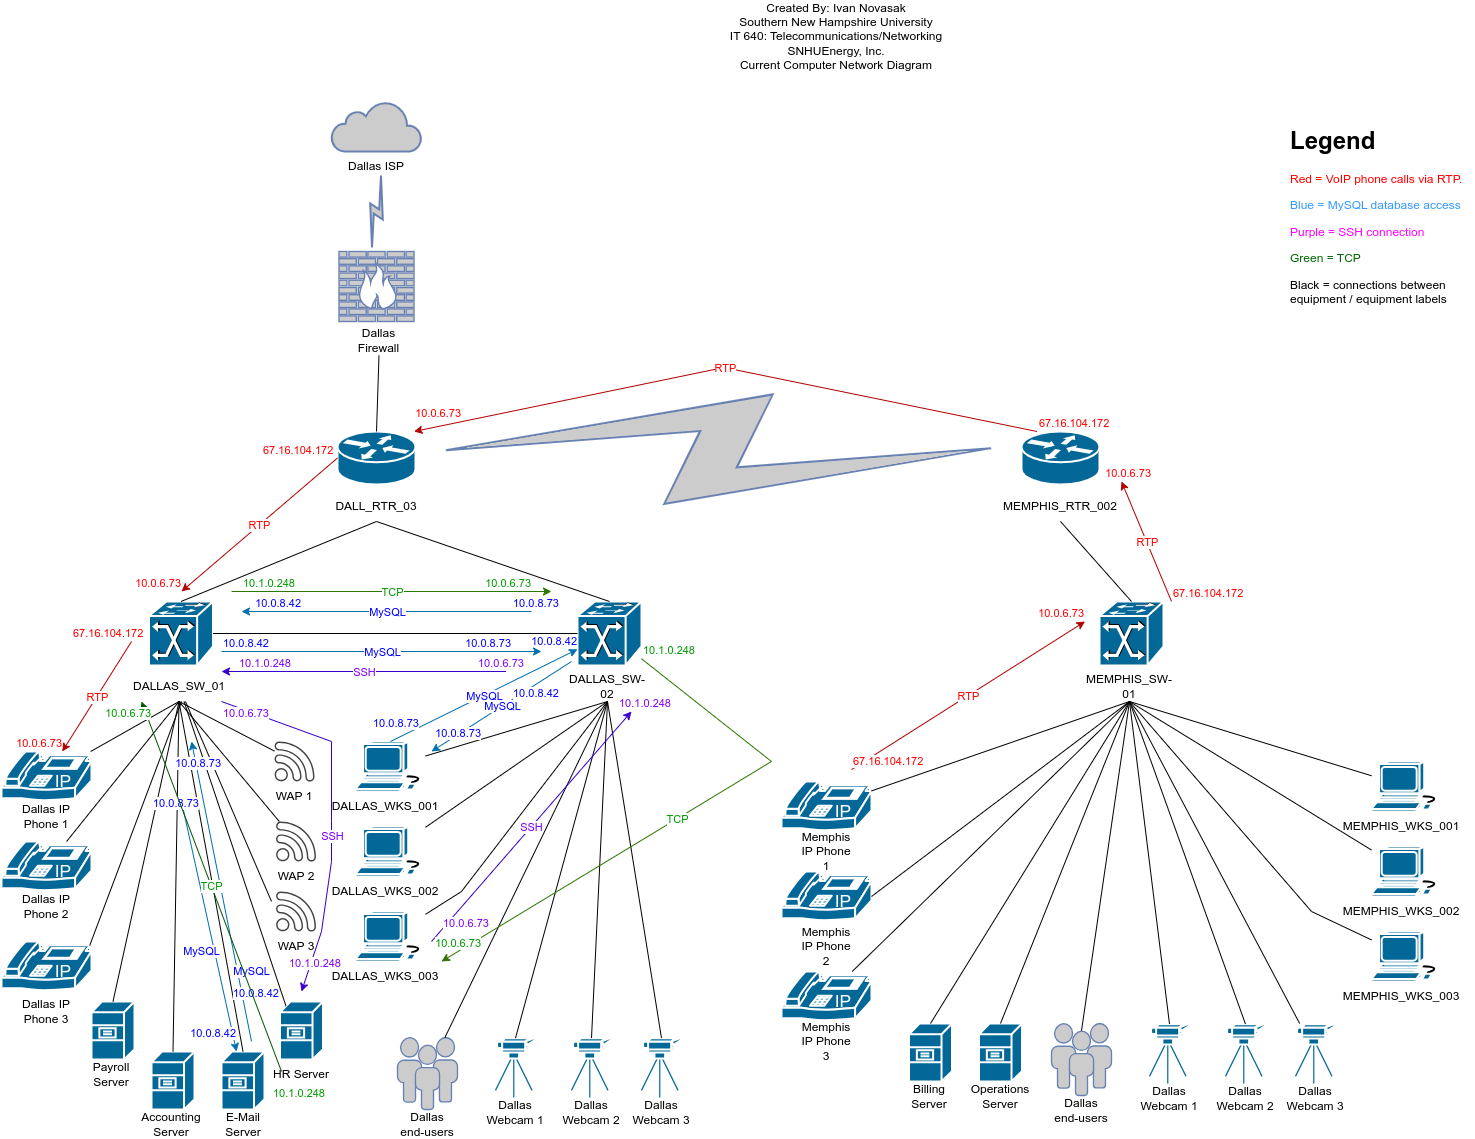 Created By: Ivan Novasak
Southern New Hampshire University
IT 640: Telecommunications/Networking
SNHUEnergy, Inc.
Current Computer Network Diagram
Legend
Red = VoIP phone calls via RTP.
Blue = MySQL database access
Purple = SSH connection
Green = TCP
Black = connections between
equipment / equipment labels
Dallas ISP
Dallas
Firewall
RTP
10.0.6.73
67.16.104.172
67.16.104.172
10.0.6.73
DALL_RTR_03
MEMPHIS_RTR_002
RTP
RTP
10.0.6.73
10.1.0.248
TCP
10.0.6.73
10.0.8.42
MySQL
10.0.8.73
67.16.104.172
10.0.6.73
67.16.104.172
10.0.8.42
MySQL
10.0.8.73
10.0.8.42
10.1.0.248
10.1.0.248
SSH
10.0.6.73
DALLAS_SW_01
DALLAS_SW-
02
MEMPHIS_SW-
01
RTP
RTP
10.0.6.73
10.0.6.73
MySQL
10.0.8.42
MySQL
10.1.0.248
10.0.8.73
10.0.8.73
10.0.6.73
10.0.8.73
67.16.104.172
WAP 1
10.0.8.73
DALLAS_WKS_001
Dallas IP
Phone 1
SSH
TCP
SSH
Memphis
IP Phone
1
MEMPHIS_WKS_001
WAP 2
TCP
DALLAS_WKS_002
Dallas IP
Phone 2
10.0.6.73
10.0.6.73
MEMPHIS_WKS_002
WAP 3
MySQL
MySQL
10.1.0.248
DALLAS_WKS_003
Memphis
IP Phone
2
10.0.8.42
Dallas IP
Phone 3
MEMPHIS_WKS_003
10.0.8.42
Memphis
IP Phone
3
Payroll
Server
HR Server
10.1.0.248
Accounting
Server
E-Mail
Server
Dallas
end-users
Dallas
Webcam 1
Dallas
Webcam 2
Dallas
Webcam 3
Billing
Server
Operations
Server
Dallas
end-users
Dallas
Webcam 1
Dallas
Webcam 2
Dallas
Webcam 3
IP
IP
IP
IP
IP
IP